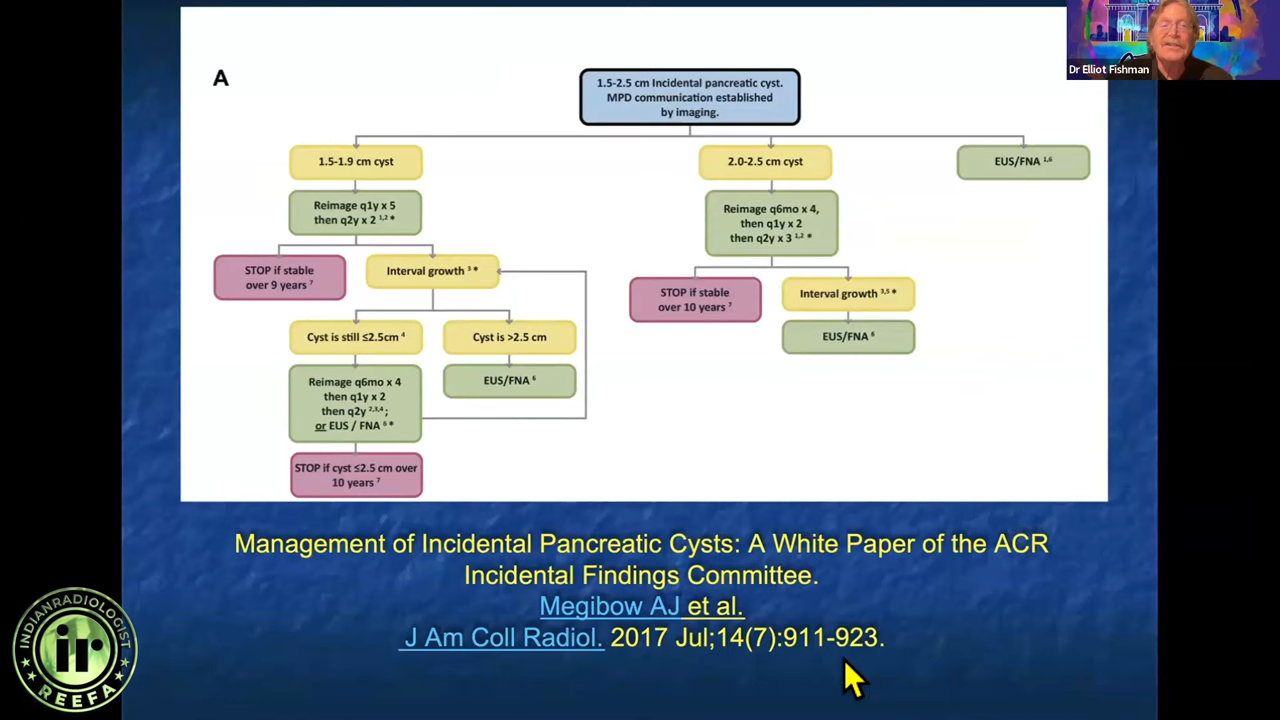 Dr Elliot Fishman
A
1.5-2.5 cm Incidental pancreatic cyst.
MPD communication established
by imaging.
1.5-1.9 cm cyst
2.0-2.5 cm cyst
EUS/FNA 1,6
Reimage q1y x 5
then q2y x 2 1,2 *
Reimage q6mo x 4,
then q1y x 2
then q2y x 3 1,2 *
STOP if stable
over 9 years 7
Interval growth 3 *
STOP if stable
over 10 years 7
Interval growth 3,5 *
EUS/FNA 6
Cyst is still ≤2.5cm 4
Cyst is >2.5 cm
Reimage q6mo x 4
then q1y x 2
then q2y 2,3,4 ;
or EUS / FNA 6 *
EUS/FNA 6
STOP if cyst ≤2.5 cm over
10 years 7
Management of Incidental Pancreatic Cysts: A White Paper of the ACR
Incidental Findings Committee.
Megibow AJ et al.
J Am Coll Radiol. 2017 Jul;14(7):911-923.
INDIANRADIOLOGIST
ir
REEFA